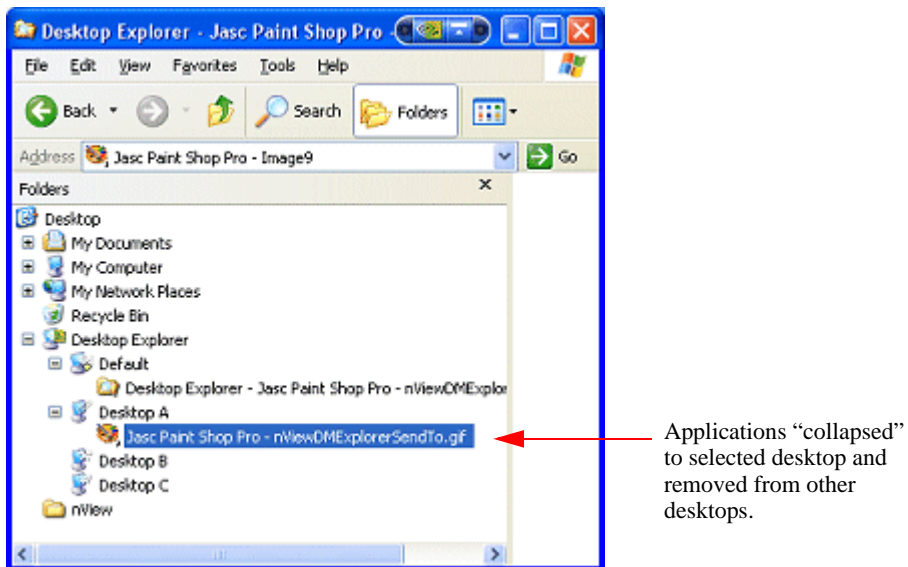 Desktop Explorer - Jasc Paint Shop Pro -
File Edit View Favorites Tools Help
Back Search Folders
Address Jasc Paint Shop Pro - Image9 Go
Folders x
Desktop
My Documents
My Computer
My Network Places
Recycle Bin
Desktop Explorer
Default
Desktop Explorer - Jasc Paint Shop Pro - nViewDMExplor
Desktop A
Jasc Paint Shop Pro - nViewDMExplorerSendTo.gif
Desktop B
Desktop C
nView
Applications “collapsed”
to selected desktop and
removed from other
desktops.